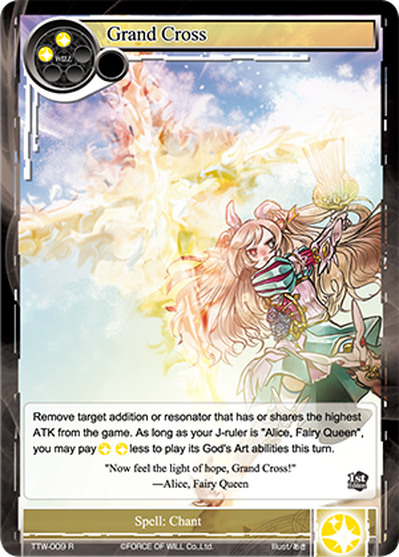 Grand Cross
WILL
Remove target addition or resonator that has or shares the highest
ATK from the game. As long as your J-ruler is "Alice, Fairy Queen",
you may pay less to play its God's Art abilities this turn.
"Now feel the light of hope, Grand Cross!"
—Alice, Fairy Queen
1st
Edition
Spell: Chant
TTW-009 R ©FORCE OF WILL Co.,Ltd. Illust/あき